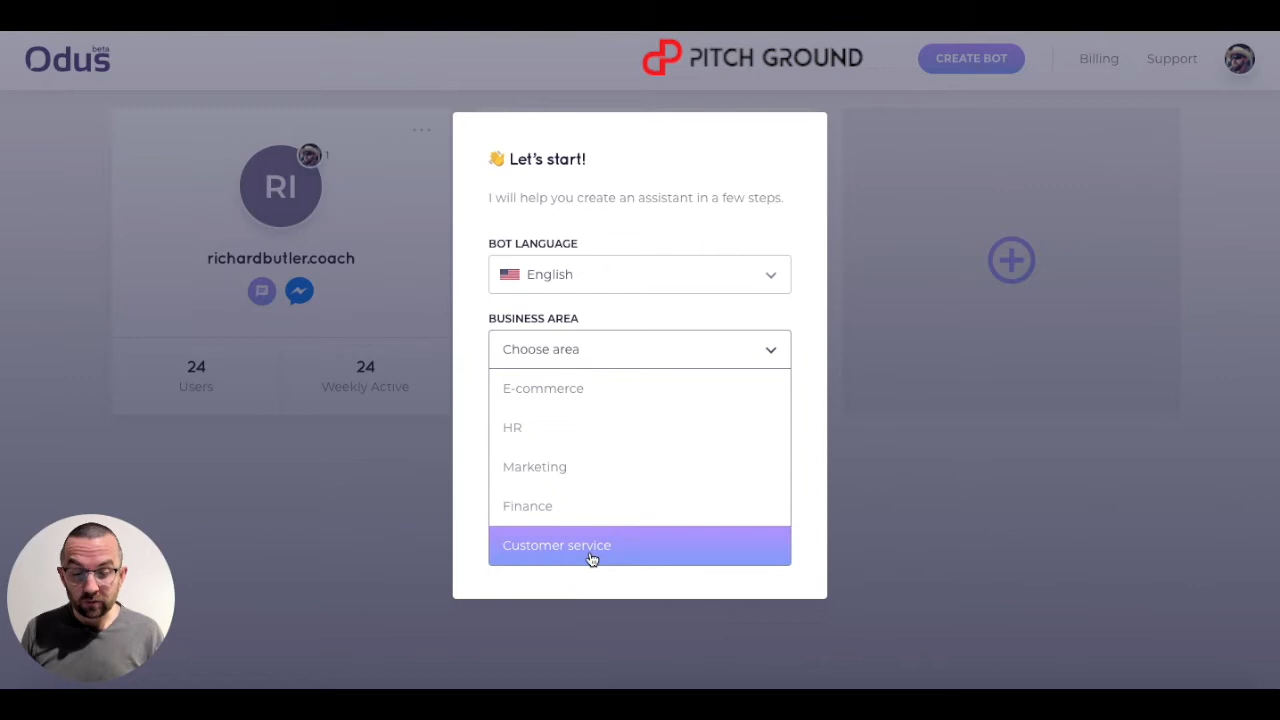 Odus beta
PITCH GROUND
CREATE BOT
Billing
Support
RI
1
richardbutler.coach
24
Users
24
Weekly Active
👋 Let's start!
I will help you create an assistant in a few steps.
BOT LANGUAGE
English
BUSINESS AREA
Choose area
E-commerce
HR
Marketing
Finance
Customer service